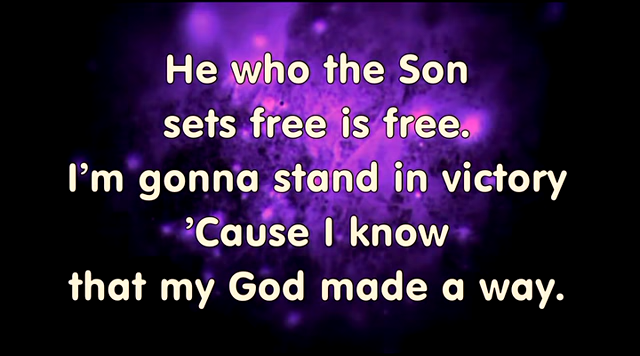 He who the Son
sets free is free.
I’m gonna stand in victory
’Cause I know
that my God made a way.